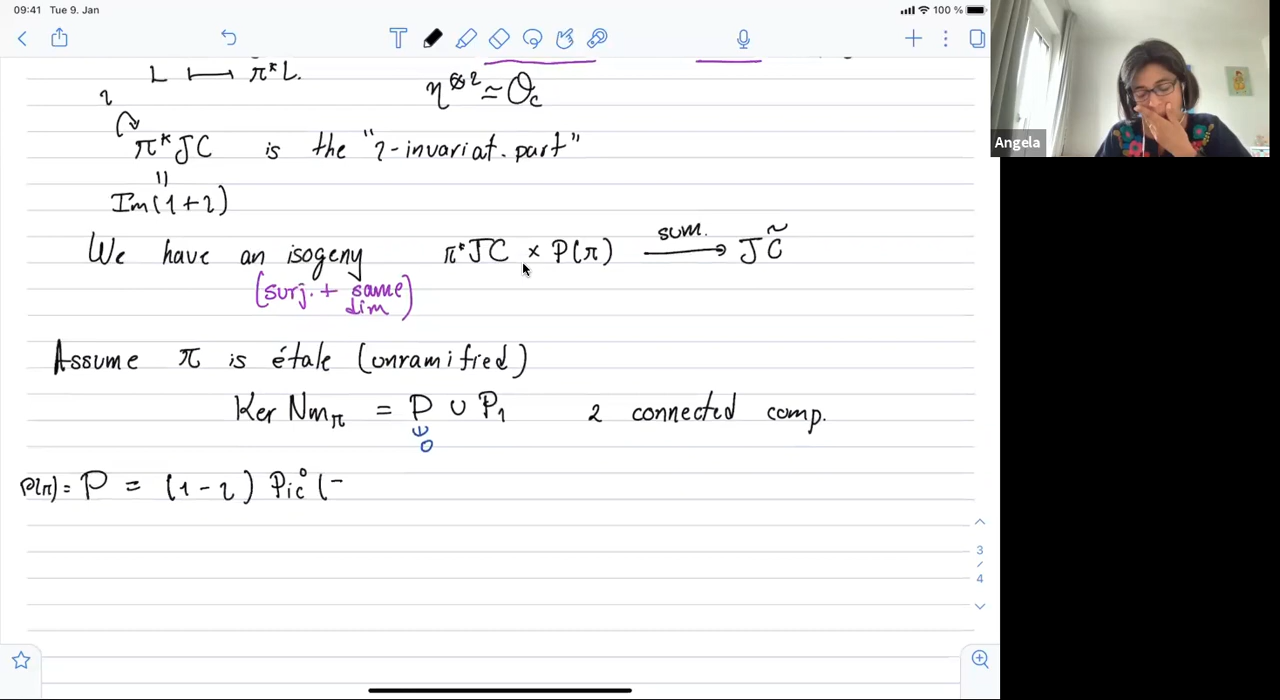 09:41 Tue 9. Jan 100 %
L ⟼ π*L.
η^{⊗2} ≃ O_c
ι
π*JC is the "ι-invariat. part"
=
Im(1+ι)
We have an isogeny π*JC × P(π) → sum. JC̃
(surj. + same dim)
Assume π is étale (unramified)
Ker Nm_π = P ∪ P₁ 2 connected comp.
0
P(π) = P = (1-ι) Pic⁰(
3
/
4
Angela